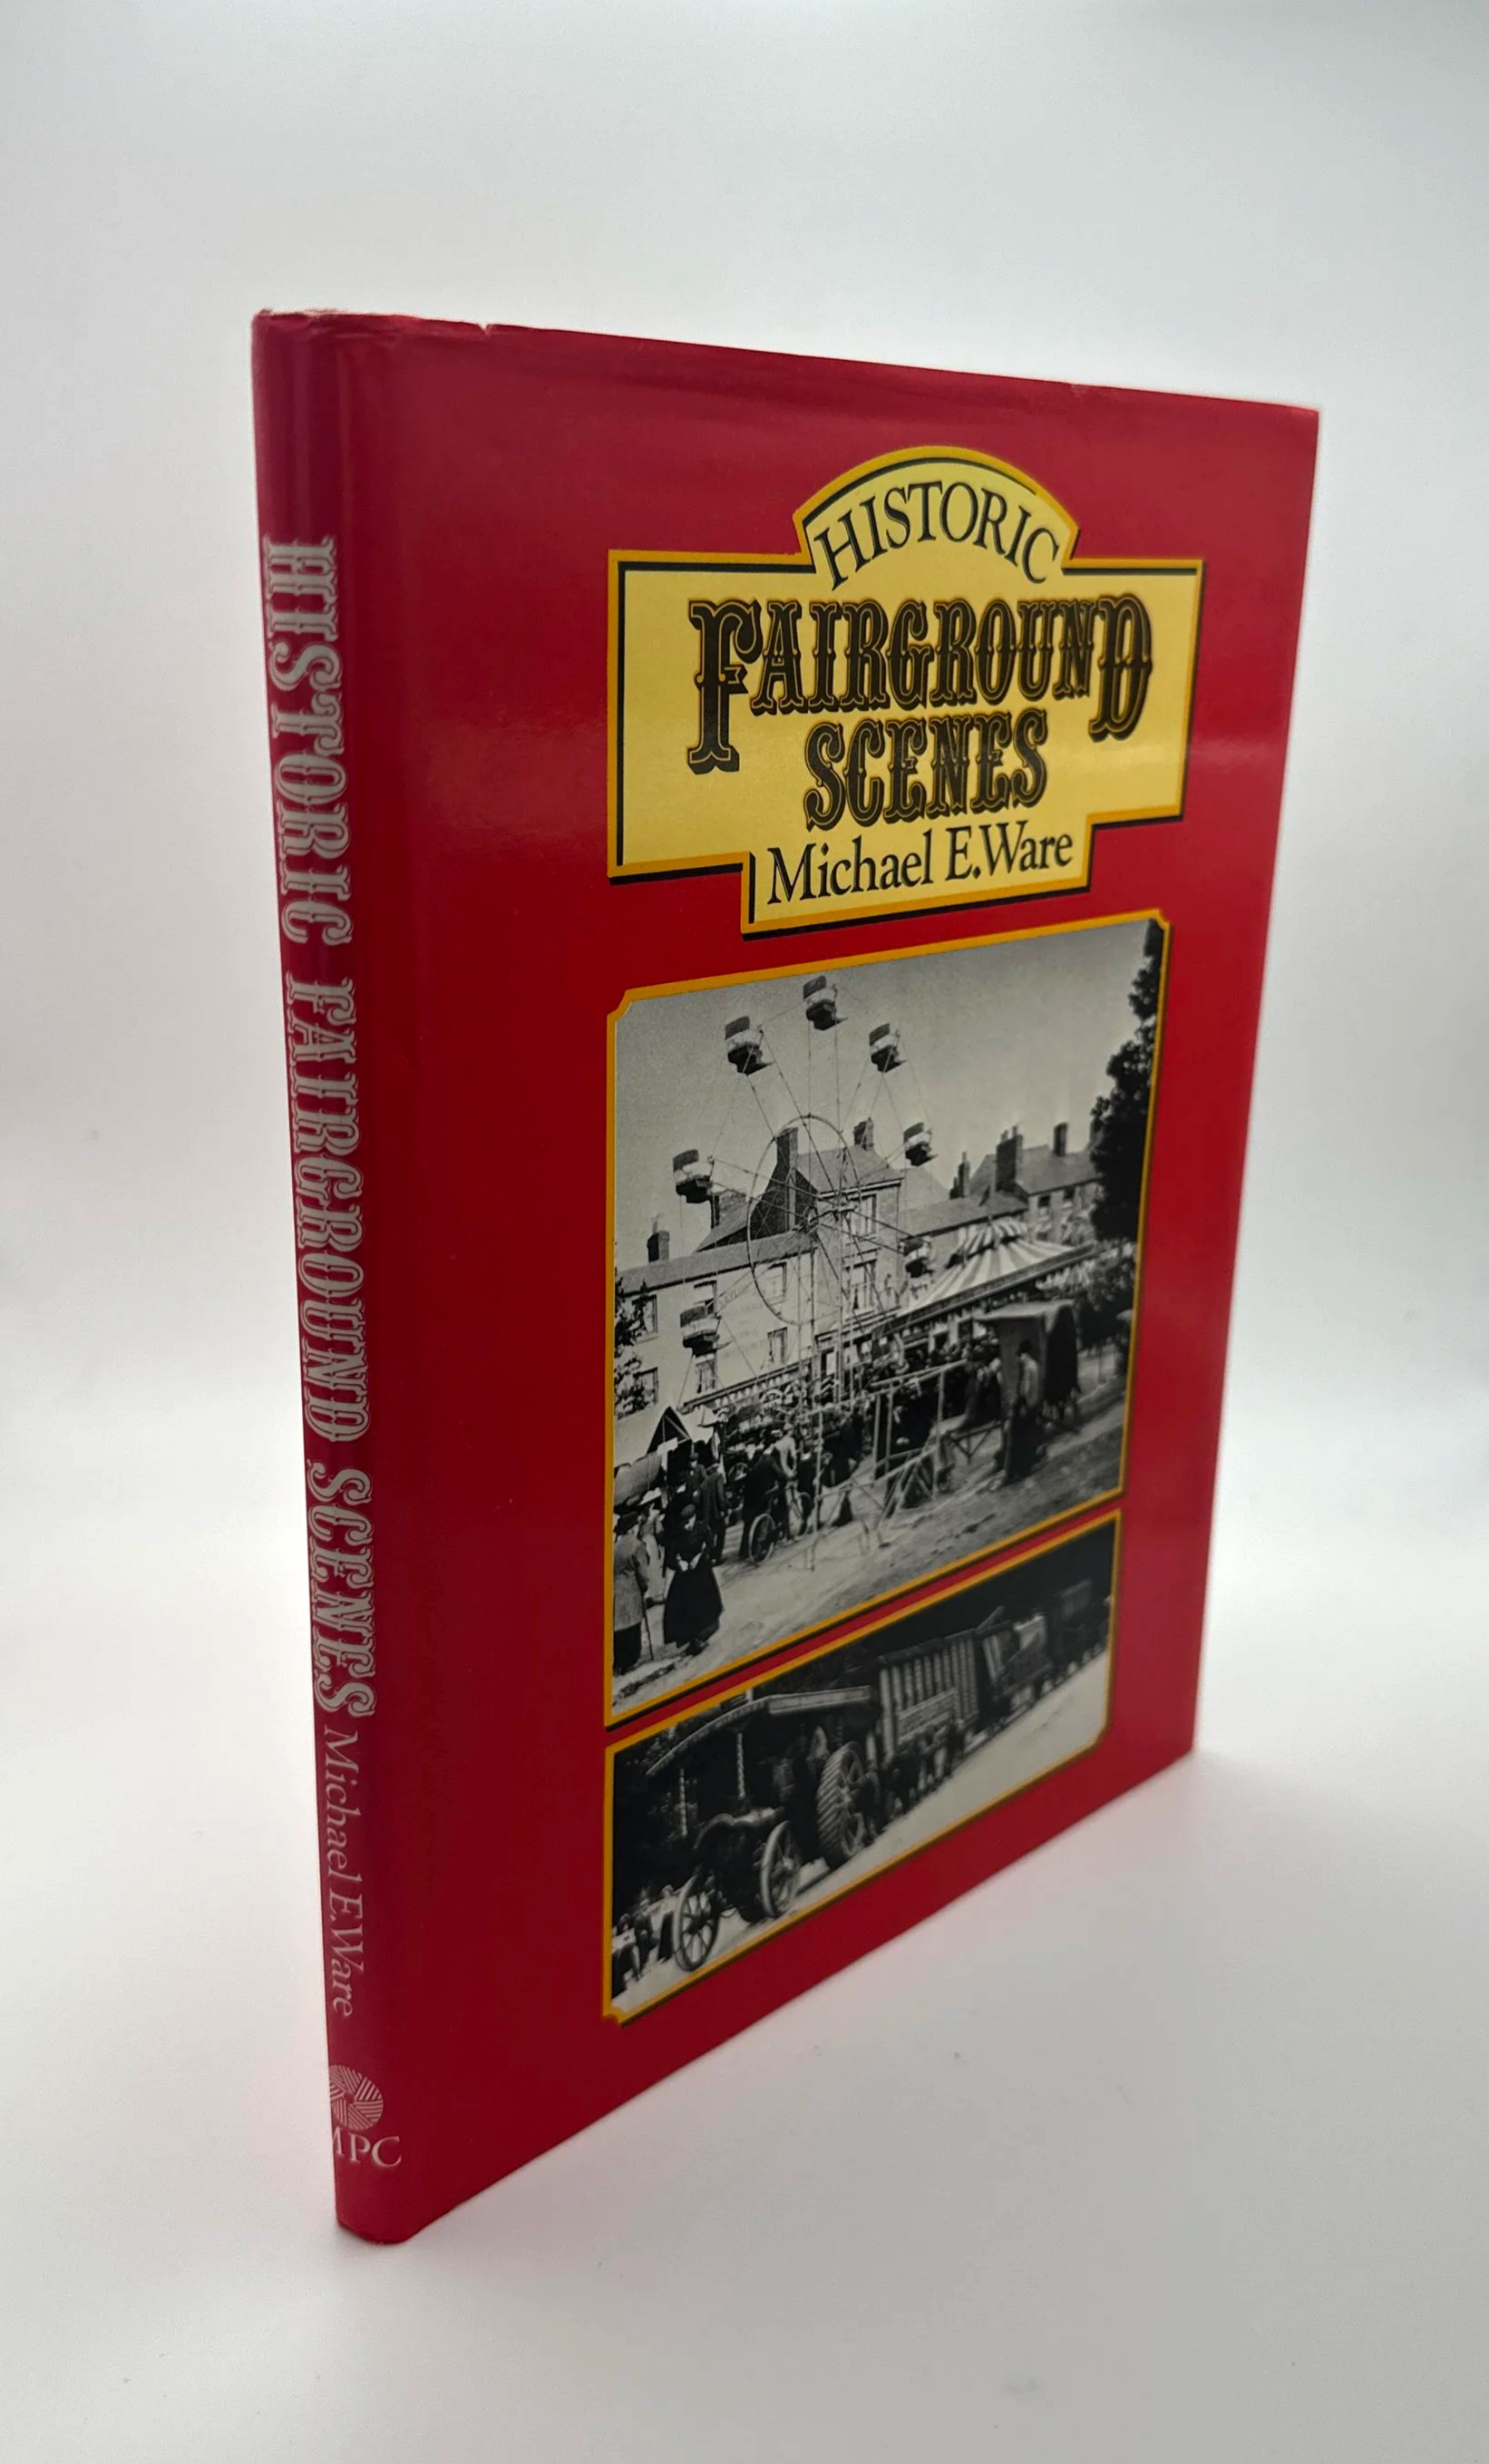 HISTORIC
FAIRGROUND
SCENES
Michael E.Ware
HISTORIC FAIRGROUND SCENES Michael E.Ware
MPC